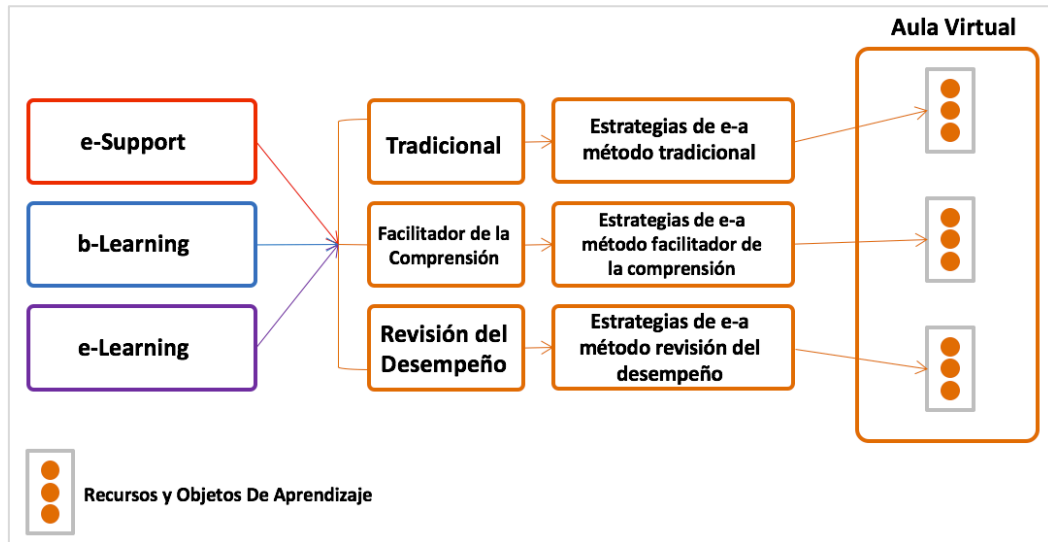 Aula Virtual
e-Support
Tradicional
Estrategias de e-a
método tradicional
b-Learning
Facilitador de la
Comprensión
Estrategias de e-a
método facilitador de
la comprensión
e-Learning
Revisión del
Desempeño
Estrategias de e-a
método revisión del
desempeño
Recursos y Objetos De Aprendizaje